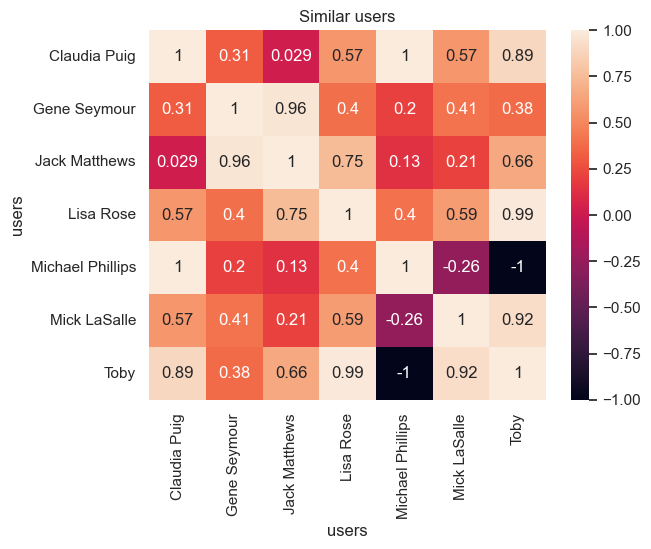 Similar users
Claudia Puig 1 0.31 0.029 0.57 1 0.57 0.89
Gene Seymour 0.31 1 0.96 0.4 0.2 0.41 0.38
Jack Matthews 0.029 0.96 1 0.75 0.13 0.21 0.66
Lisa Rose 0.57 0.4 0.75 1 0.4 0.59 0.99
Michael Phillips 1 0.2 0.13 0.4 1 -0.26 -1
Mick LaSalle 0.57 0.41 0.21 0.59 -0.26 1 0.92
Toby 0.89 0.38 0.66 0.99 -1 0.92 1
users
Claudia Puig
Gene Seymour
Jack Matthews
Lisa Rose
Michael Phillips
Mick LaSalle
Toby
users
1.00
0.75
0.50
0.25
0.00
−0.25
−0.50
−0.75
−1.00